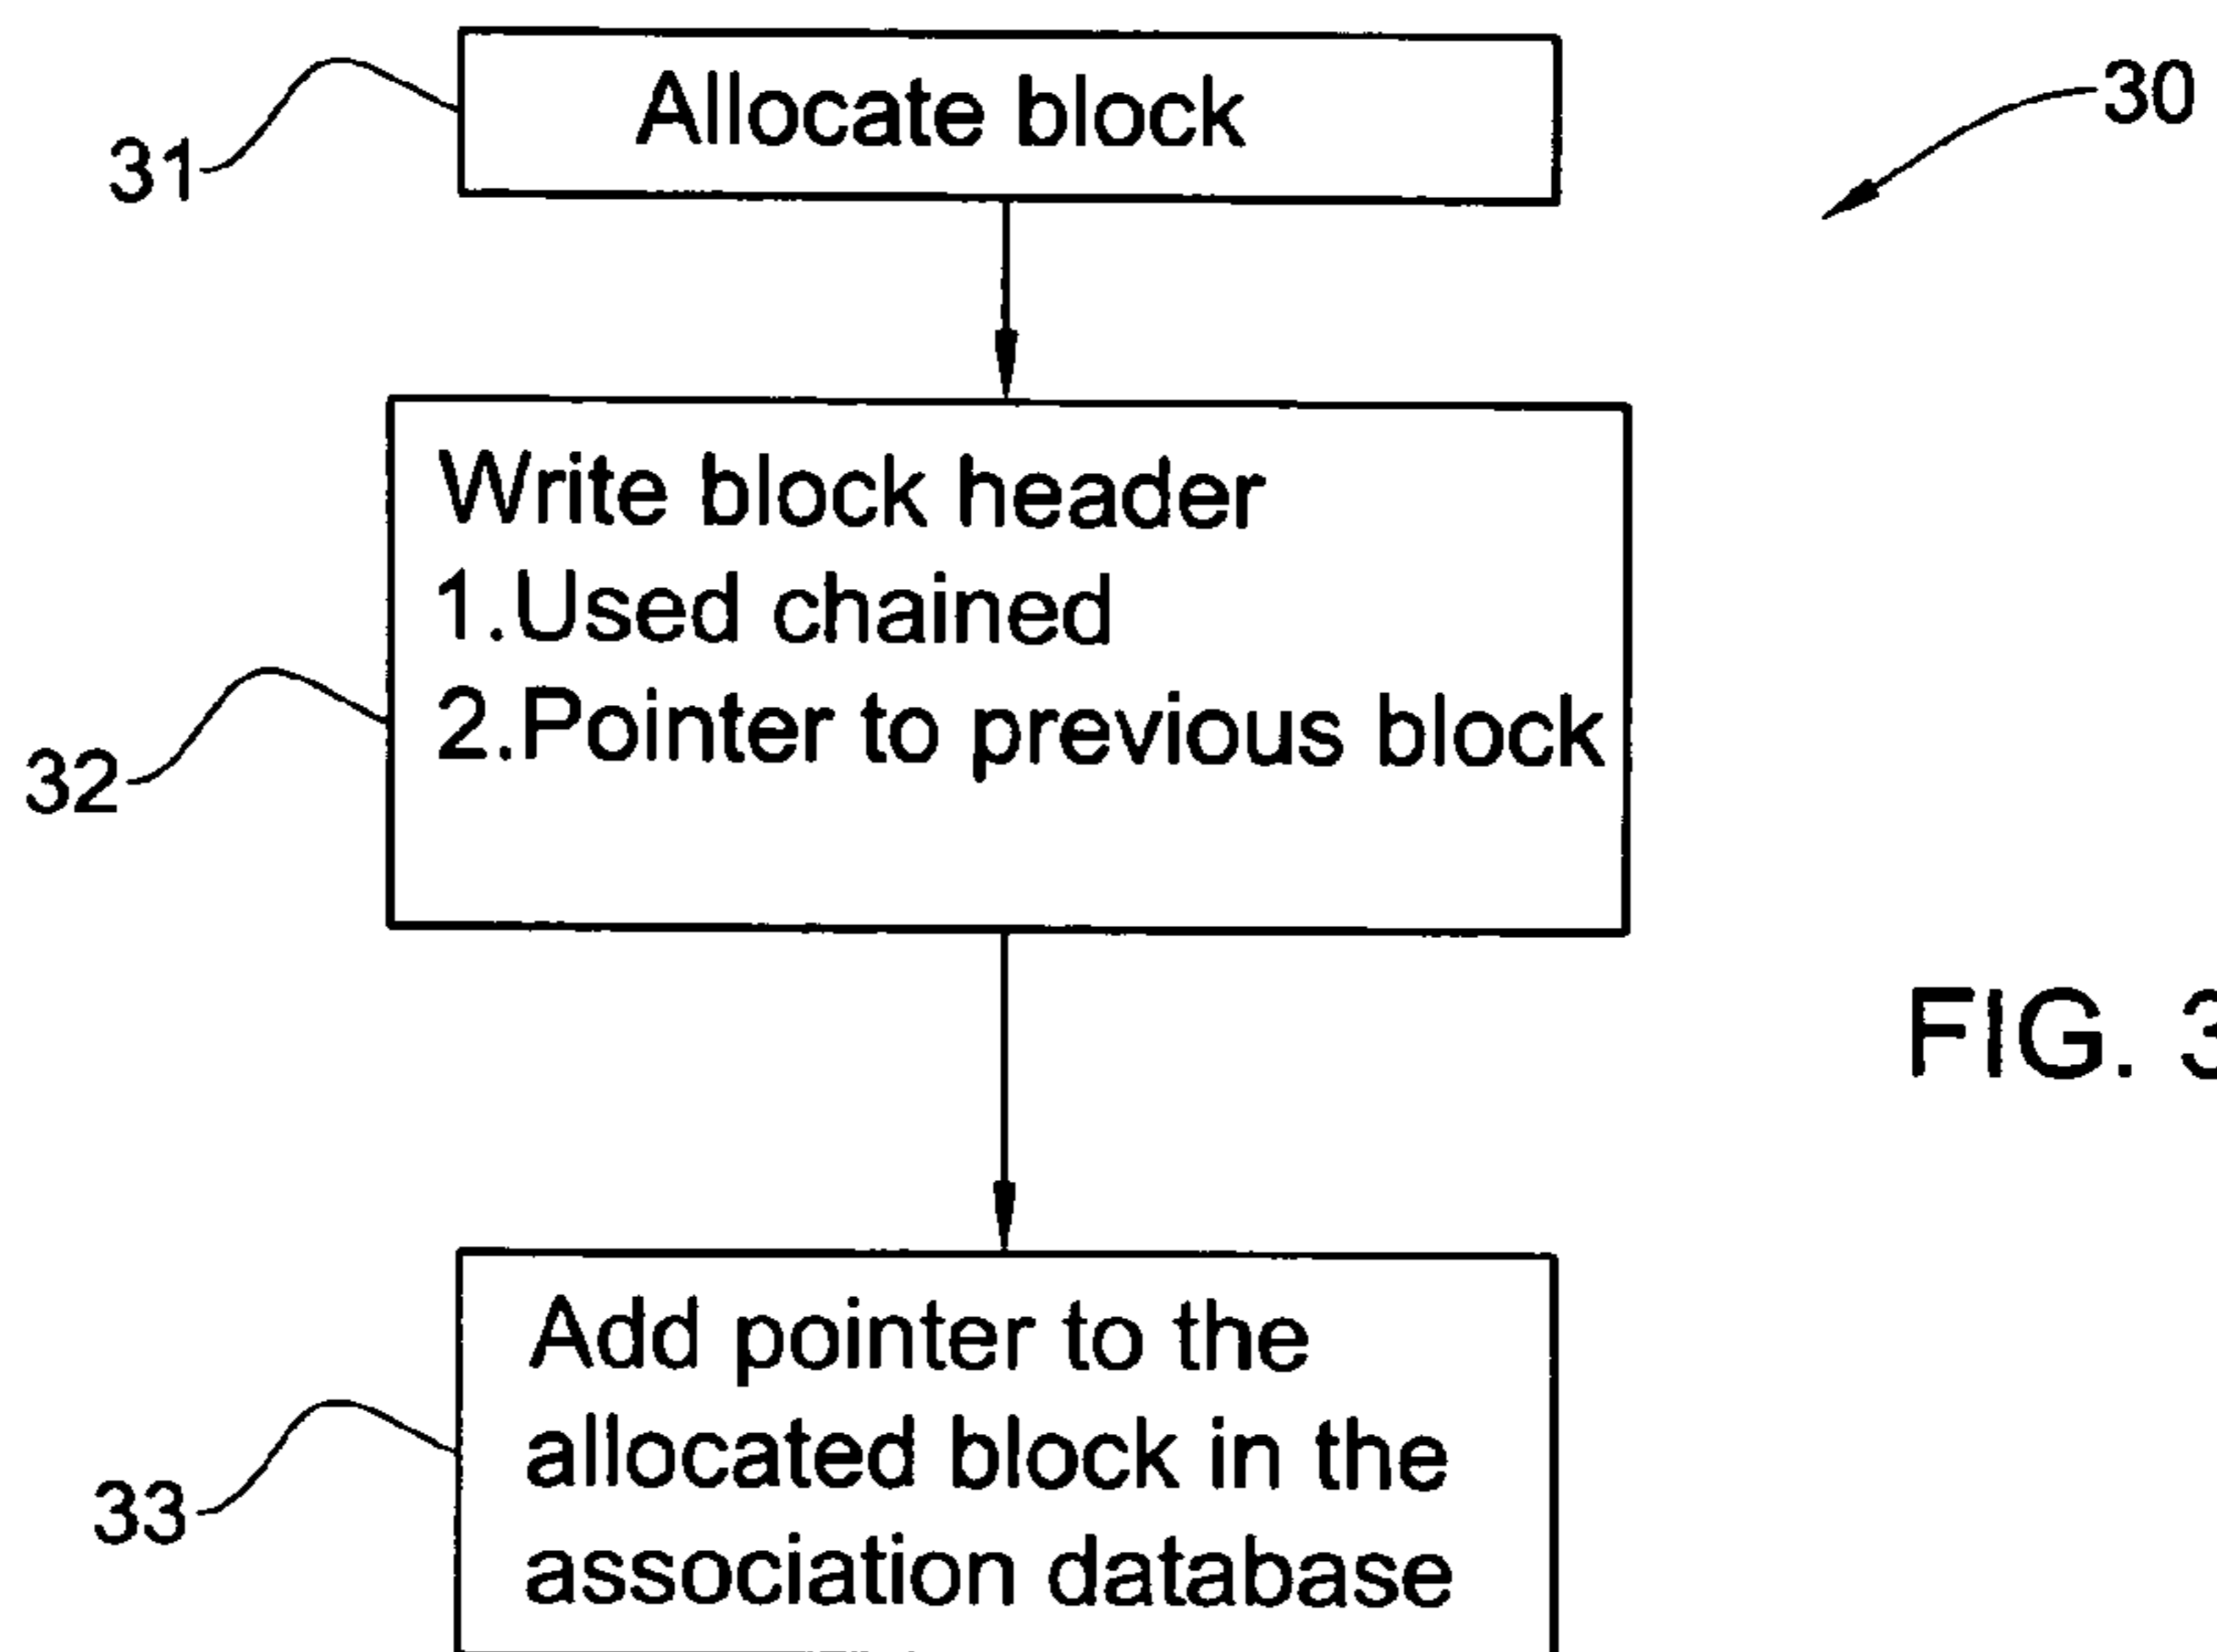 Allocate block
30
31
Write block header
1.Used chained
2.Pointer to previous block
32
FIG. 3
Add pointer to the
allocated block in the
association database
33